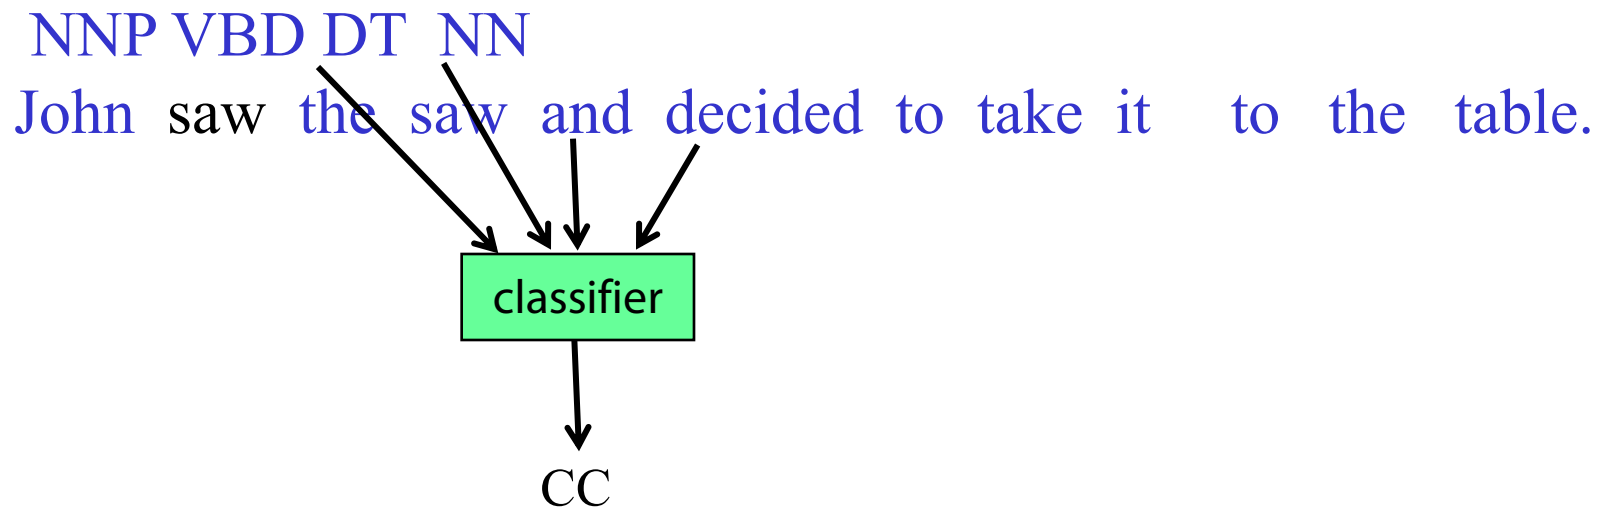 NNP VBD DT NN
John saw the saw and decided to take it to the table.
classifier
CC